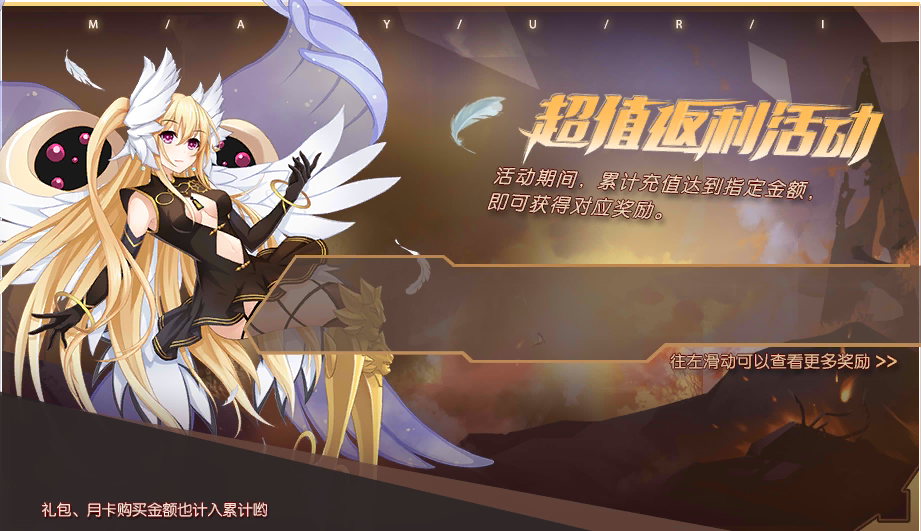 M / A / Y / U / R / I
超值返利活动
活动期间，累计充值达到指定金额，
即可获得对应奖励。
往左滑动可以查看更多奖励 >>
礼包、月卡购买金额也计入累计哟